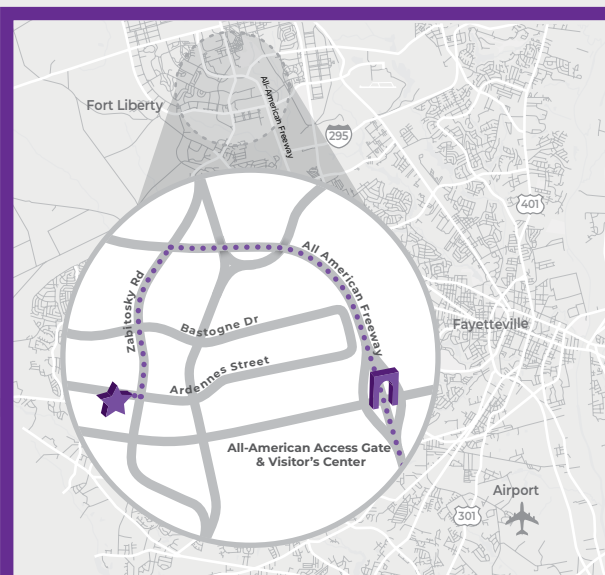 Fort Liberty
All-American Freeway
295
401
All American Freeway
Zabitosky Rd
Bastogne Dr
Fayetteville
Ardennes Street
All-American Access Gate
& Visitor's Center
Airport
301